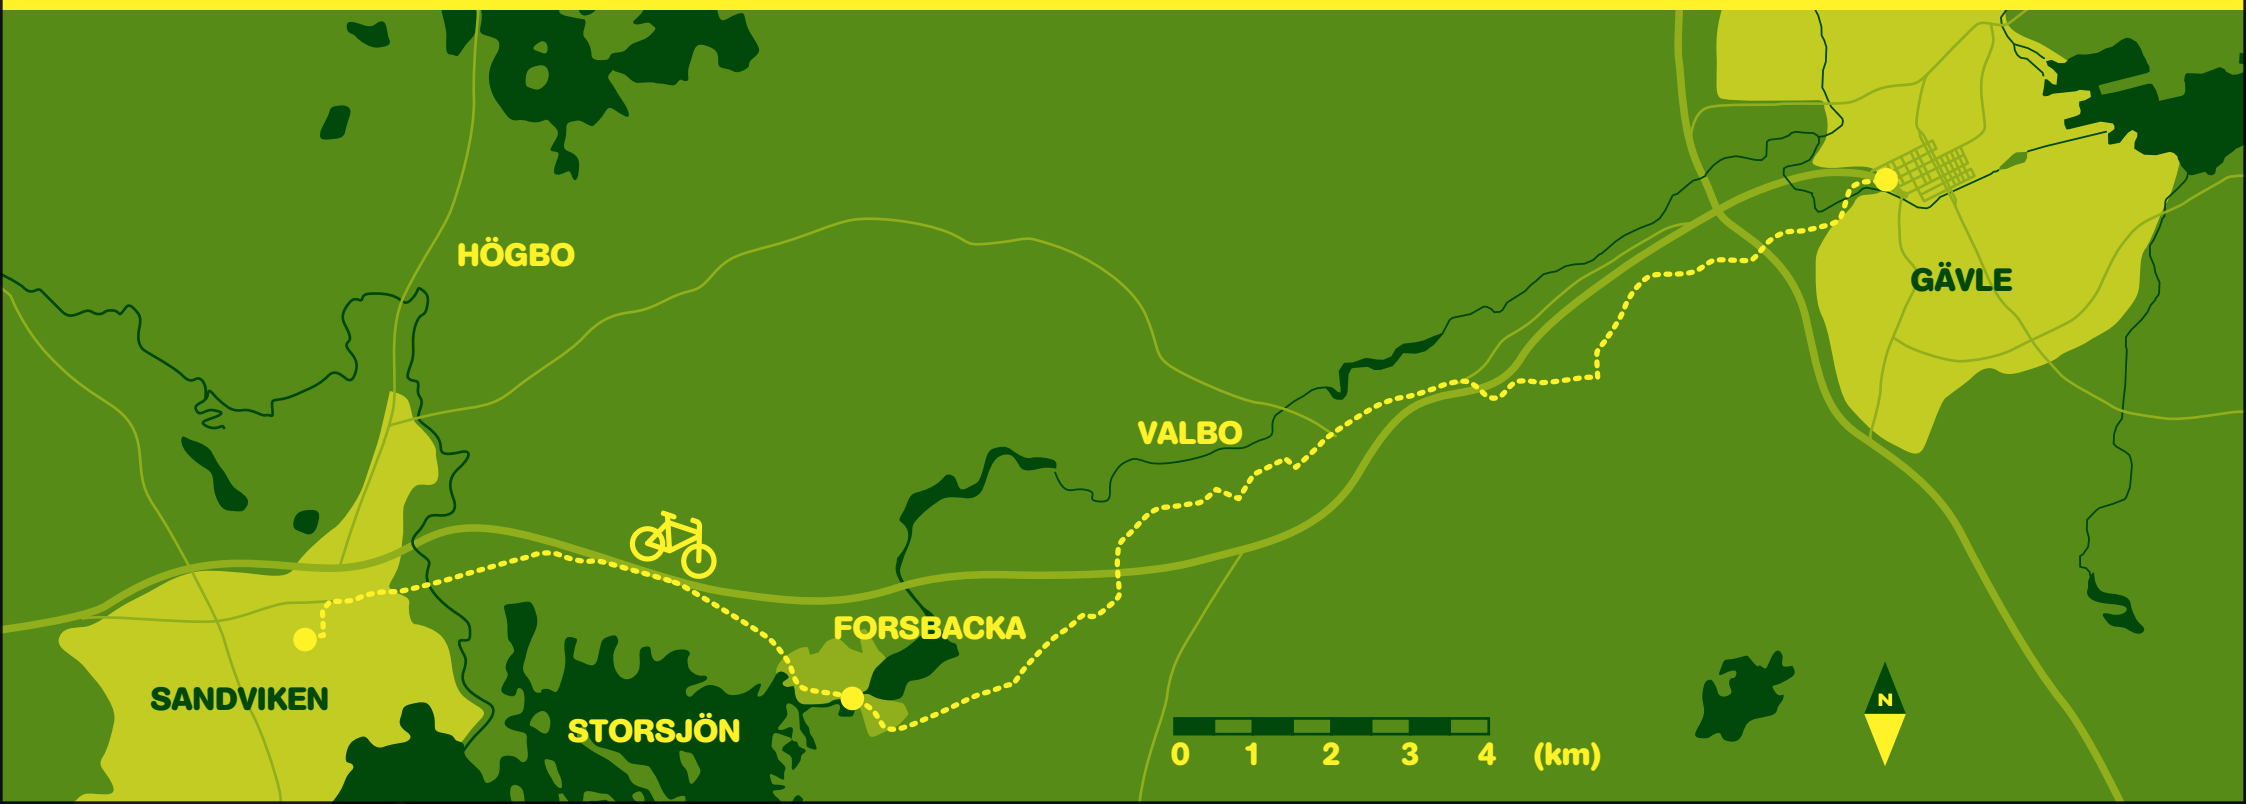 HÖGBO
GÄVLE
VALBO
FORSBACKA
SANDVIKEN
STORSJÖN
N
0 1 2 3 4 (km)